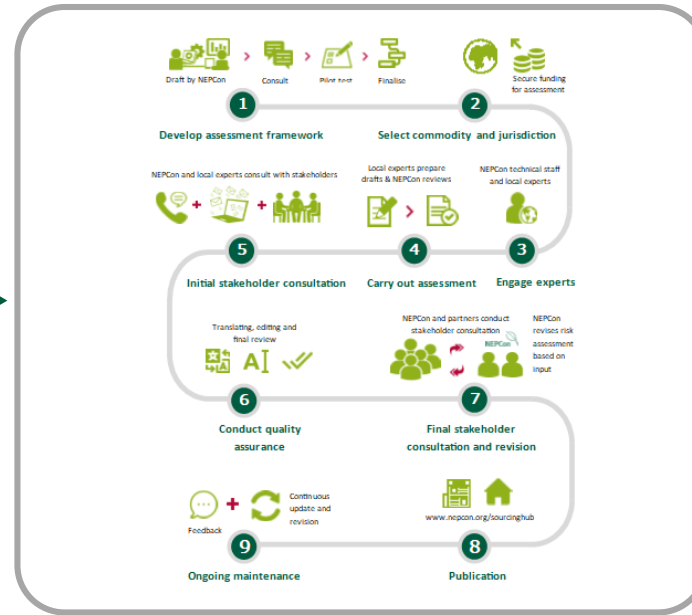 Draft by NEPCon
Consult
Pilot test
Finalise
1
Develop assessment framework
Secure funding
for assessment
2
Select commodity and jurisdiction
NEPCon technical staff
and local experts
3
Engage experts
Local experts prepare
drafts & NEPCon reviews
4
Carry out assessment
NEPCon and local experts consult with stakeholders
5
Initial stakeholder consultation
Translating, editing and
final review
A
6
Conduct quality
assurance
NEPCon and partners conduct
stakeholder consultation
NEPCon
NEPCon
revises risk
assessment
based on
input
7
Final stakeholder
consultation and revision
www.nepcon.org/sourcinghub
8
Publication
Feedback
Continuous
update and
revision
9
Ongoing maintenance